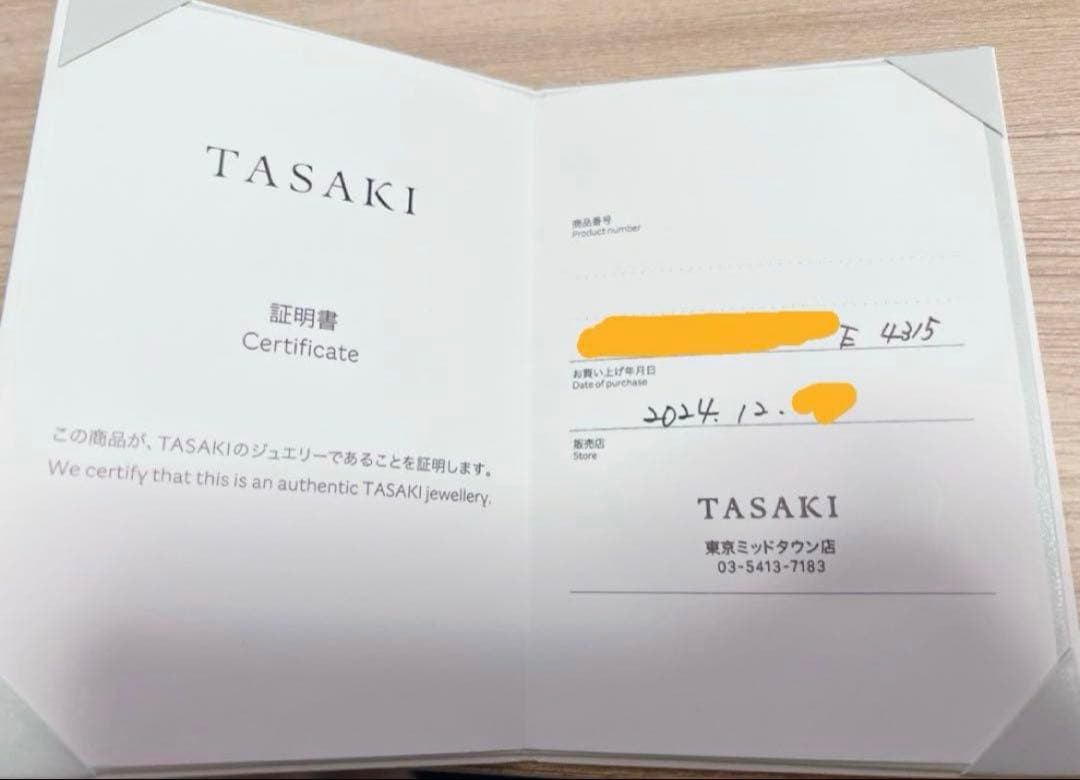 TASAKI
証明書
Certificate
この商品が、TASAKIのジュエリーであることを証明します。
We certify that this is an authentic TASAKI jewellery.
商品番号
Product number
E 4315
お買い上げ年月日
Date of purchase
2024. 12.
販売店
Store
TASAKI
東京ミッドタウン店
03-5413-7183